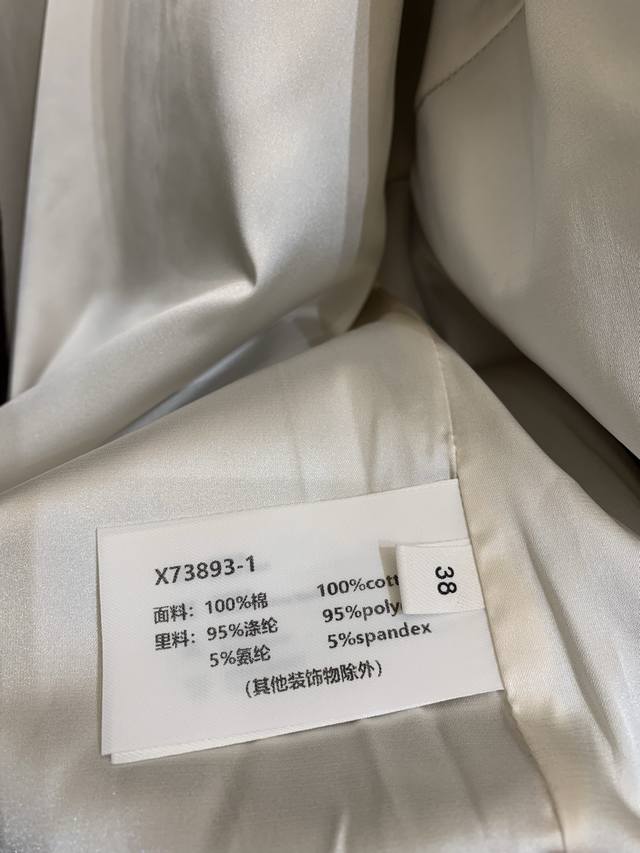 X73893-1
面料：100%棉 100%cott
里料：95%涤纶 95%poly
5%氨纶 5%spandex
(其他装饰物除外)
38